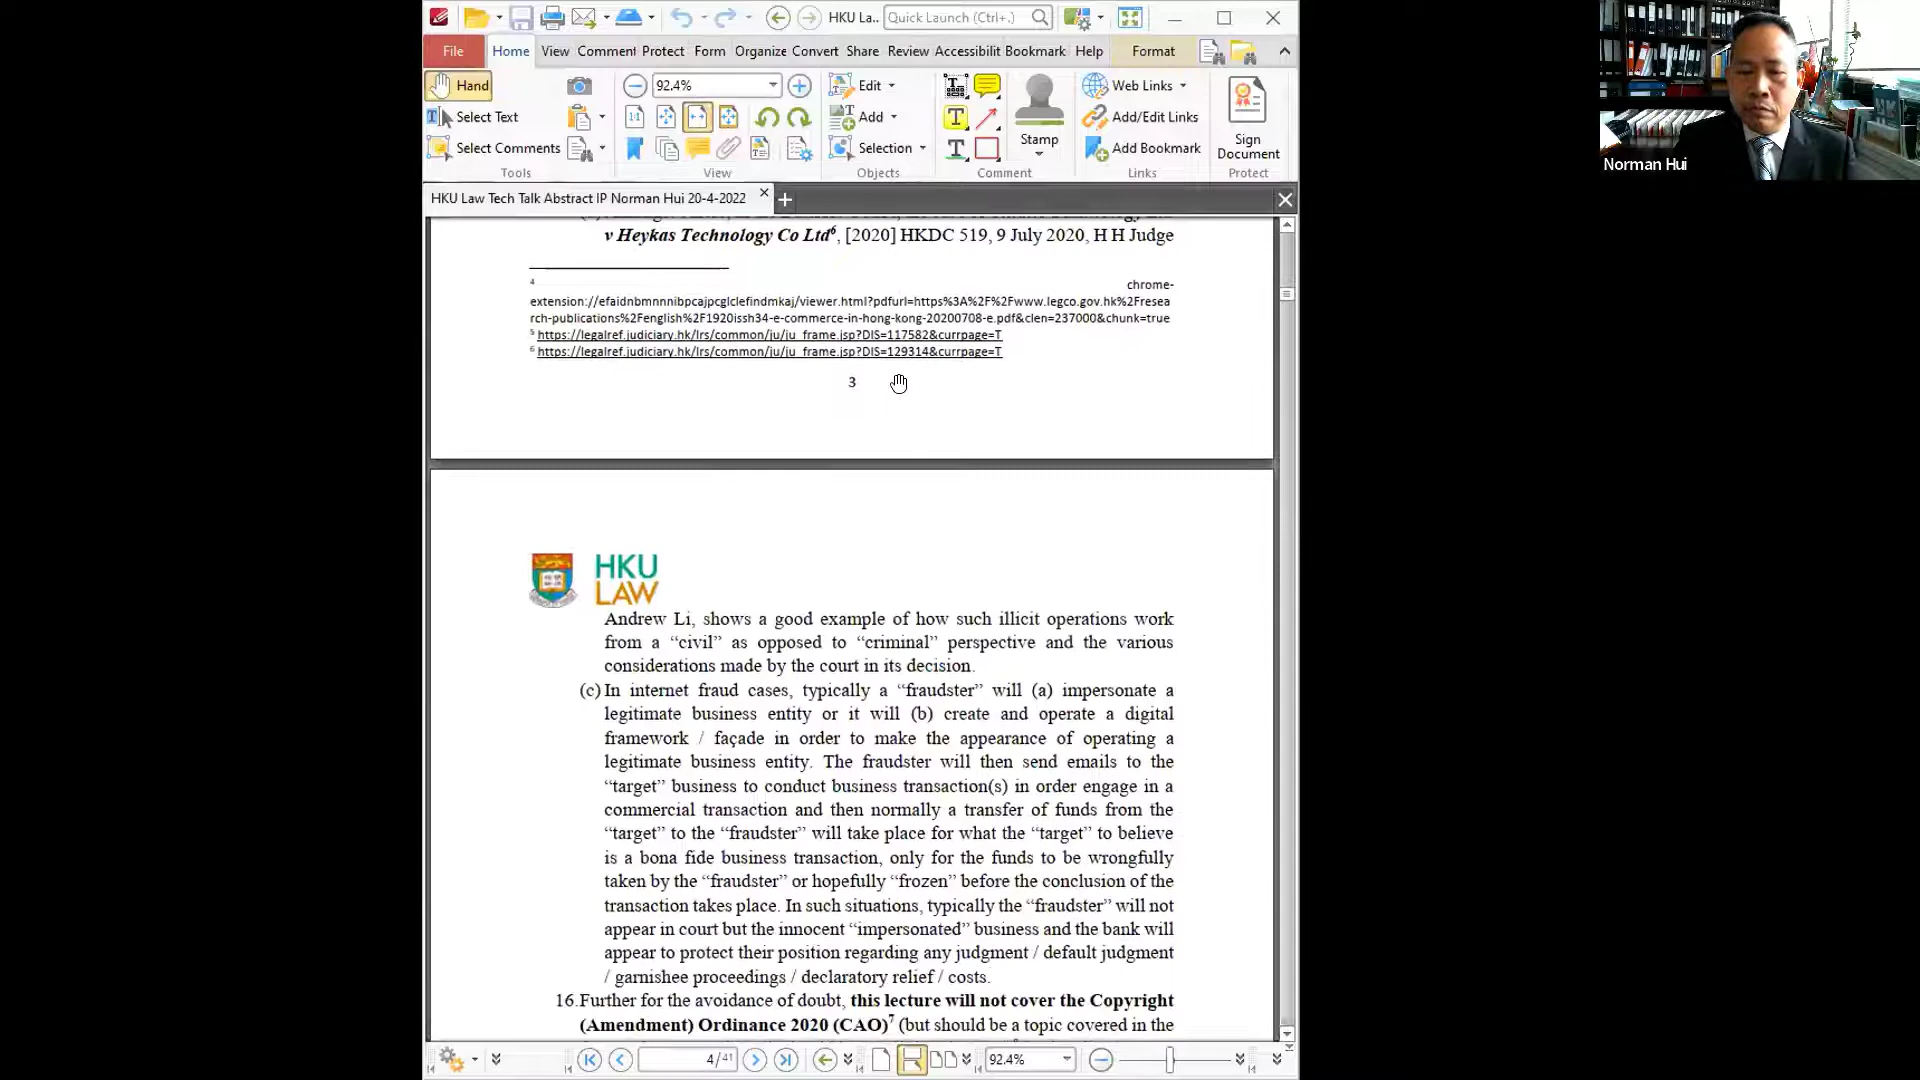 HKU La..
Quick Launch (Ctrl+.)
File Home View Comment Protect Form Organize Convert Share Review Accessibilit Bookmark Help Format
Hand
Select Text
Select Comments
Tools
92.4%
View
Edit
Add
Selection
Objects
Stamp
Comment
Web Links
Add/Edit Links
Add Bookmark
Links
Sign
Document
Protect
Norman Hui
HKU Law Tech Talk Abstract IP Norman Hui 20-4-2022
v Heykas Technology Co Ltd6, [2020] HKDC 519, 9 July 2020, H H Judge
4 chrome-
extension://efaidnbmnnnibpcajpcglclefindmkaj/viewer.html?pdfurl=https%3A%2F%2Fwww.legco.gov.hk%2Fresea
rch-publications%2Fenglish%2F1920issh34-e-commerce-in-hong-kong-20200708-e.pdf&clen=237000&chunk=true
5 https://legalref.judiciary.hk/lrs/common/ju/ju_frame.jsp?DIS=117582&currpage=T
6 https://legalref.judiciary.hk/lrs/common/ju/ju_frame.jsp?DIS=129314&currpage=T
3
HKU
LAW
Andrew Li, shows a good example of how such illicit operations work
from a “civil” as opposed to “criminal” perspective and the various
considerations made by the court in its decision.
(c) In internet fraud cases, typically a “fraudster” will (a) impersonate a
legitimate business entity or it will (b) create and operate a digital
framework / façade in order to make the appearance of operating a
legitimate business entity. The fraudster will then send emails to the
“target” business to conduct business transaction(s) in order engage in a
commercial transaction and then normally a transfer of funds from the
“target” to the “fraudster” will take place for what the “target” to believe
is a bona fide business transaction, only for the funds to be wrongfully
taken by the “fraudster” or hopefully “frozen” before the conclusion of the
transaction takes place. In such situations, typically the “fraudster” will not
appear in court but the innocent “impersonated” business and the bank will
appear to protect their position regarding any judgment / default judgment
/ garnishee proceedings / declaratory relief / costs.
16.Further for the avoidance of doubt, this lecture will not cover the Copyright
(Amendment) Ordinance 2020 (CAO)7 (but should be a topic covered in the
4/41
92.4%